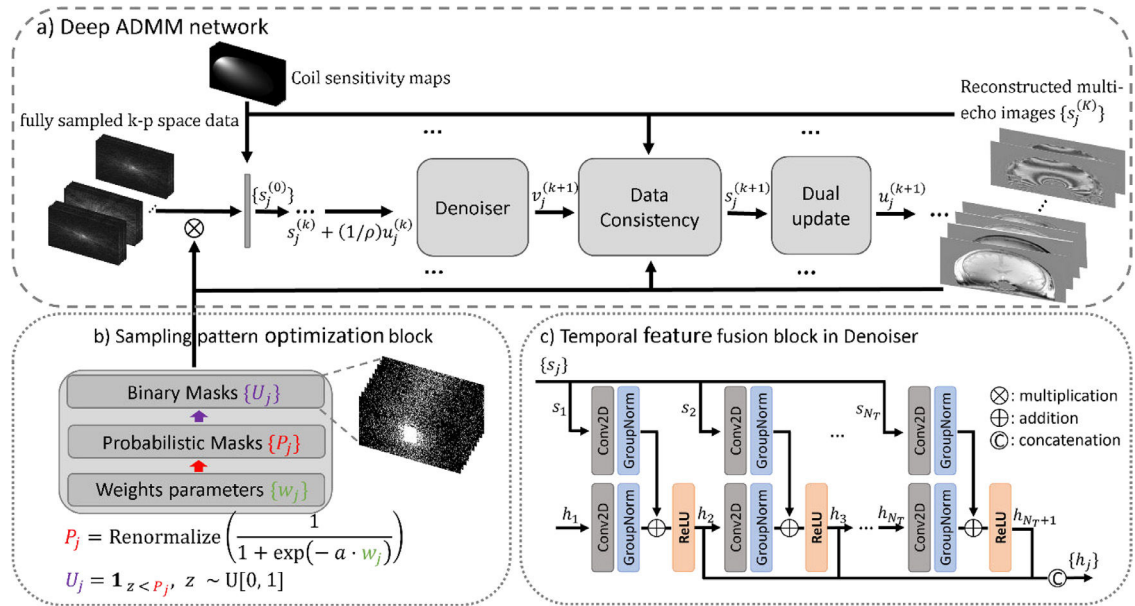 a) Deep ADMM network
Coil sensitivity maps
fully sampled k-p space data
Reconstructed multi-
echo images {s_j^(K)}
...
...
{s_j^(0)}
...
s_j^(k) + (1/ρ)u_j^(k)
Denoiser
v_j^(k+1)
Data
Consistency
s_j^(k+1)
Dual
update
u_j^(k+1)
...
...
...
b) Sampling pattern optimization block
Binary Masks {U_j}
Probabilistic Masks {P_j}
Weights parameters {w_j}
P_j = Renormalize(1 / (1 + exp(− a · w_j)))
U_j = 1_{z < P_j}, z ~ U[0, 1]
c) Temporal feature fusion block in Denoiser
{s_j}
s_1
Conv2D
GroupNorm
s_2
Conv2D
GroupNorm
...
s_{N_T}
Conv2D
GroupNorm
⊗: multiplication
⊕: addition
©: concatenation
h_1
Conv2D
GroupNorm
ReLU
h_2
Conv2D
GroupNorm
ReLU
h_3
...
h_{N_T}
Conv2D
GroupNorm
ReLU
h_{N_T+1}
C
{h_j}